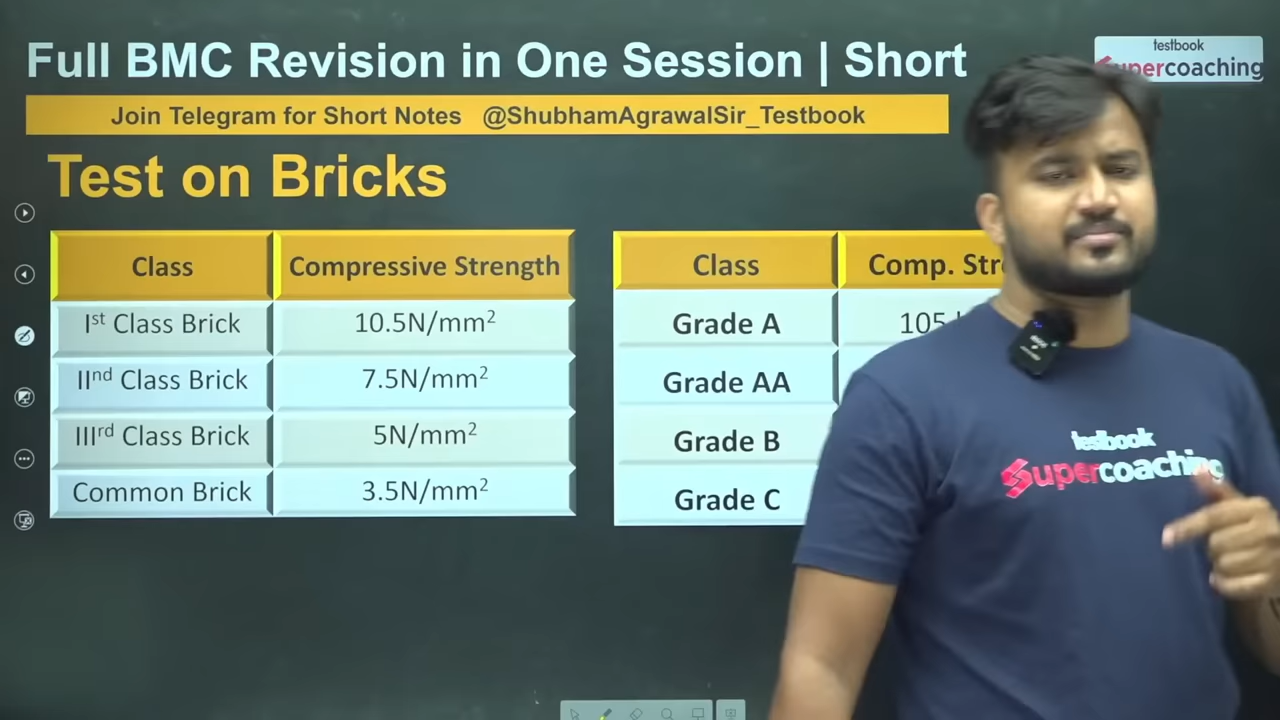 Full BMC Revision in One Session | Short
testbook
Supercoaching
Join Telegram for Short Notes @ShubhamAgrawalSir_Testbook
Test on Bricks
Class Compressive Strength
Iˢᵗ Class Brick 10.5N/mm²
IIⁿᵈ Class Brick 7.5N/mm²
IIIʳᵈ Class Brick 5N/mm²
Common Brick 3.5N/mm²
Class Comp.
Grade A 105
Grade AA
Grade B
Grade C
testbook
Supercoaching